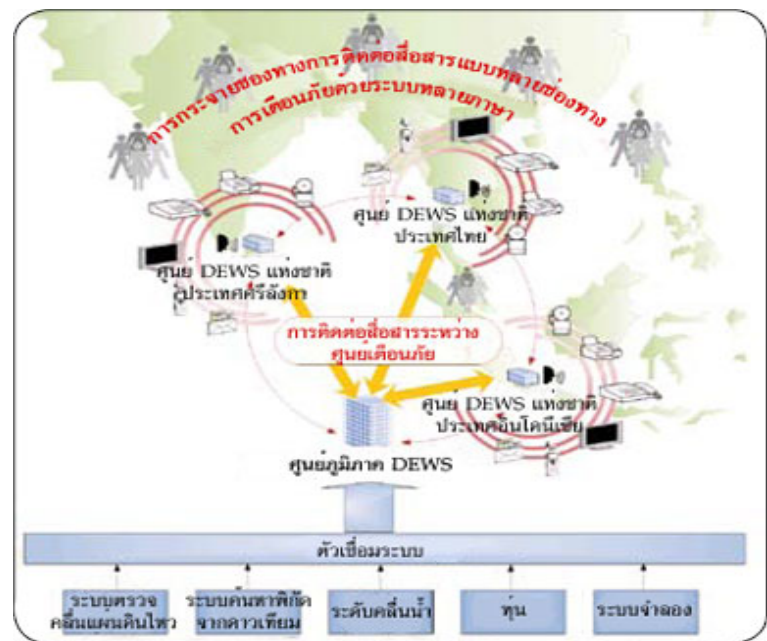 การกระจายช่องทางการติดต่อสื่อสารแบบหลายช่องทาง
การเตือนภัยด้วยระบบหลายภาษา
ศูนย์ DEWS แห่งชาติ
ประเทศไทย
ศูนย์ DEWS แห่งชาติ
ประเทศศรีลังกา
การติดต่อสื่อสารระหว่าง
ศูนย์เตือนภัย
ศูนย์ DEWS แห่งชาติ
ประเทศอินโดนีเซีย
ศูนย์ภูมิภาค DEWS
ตัวเชื่อมระบบ
ระบบตรวจ
คลื่นแผ่นดินไหว
ระบบค้นหาพิกัด
จากดาวเทียม
ระดับคลื่นน้ำ
ทุ่น
ระบบจำลอง